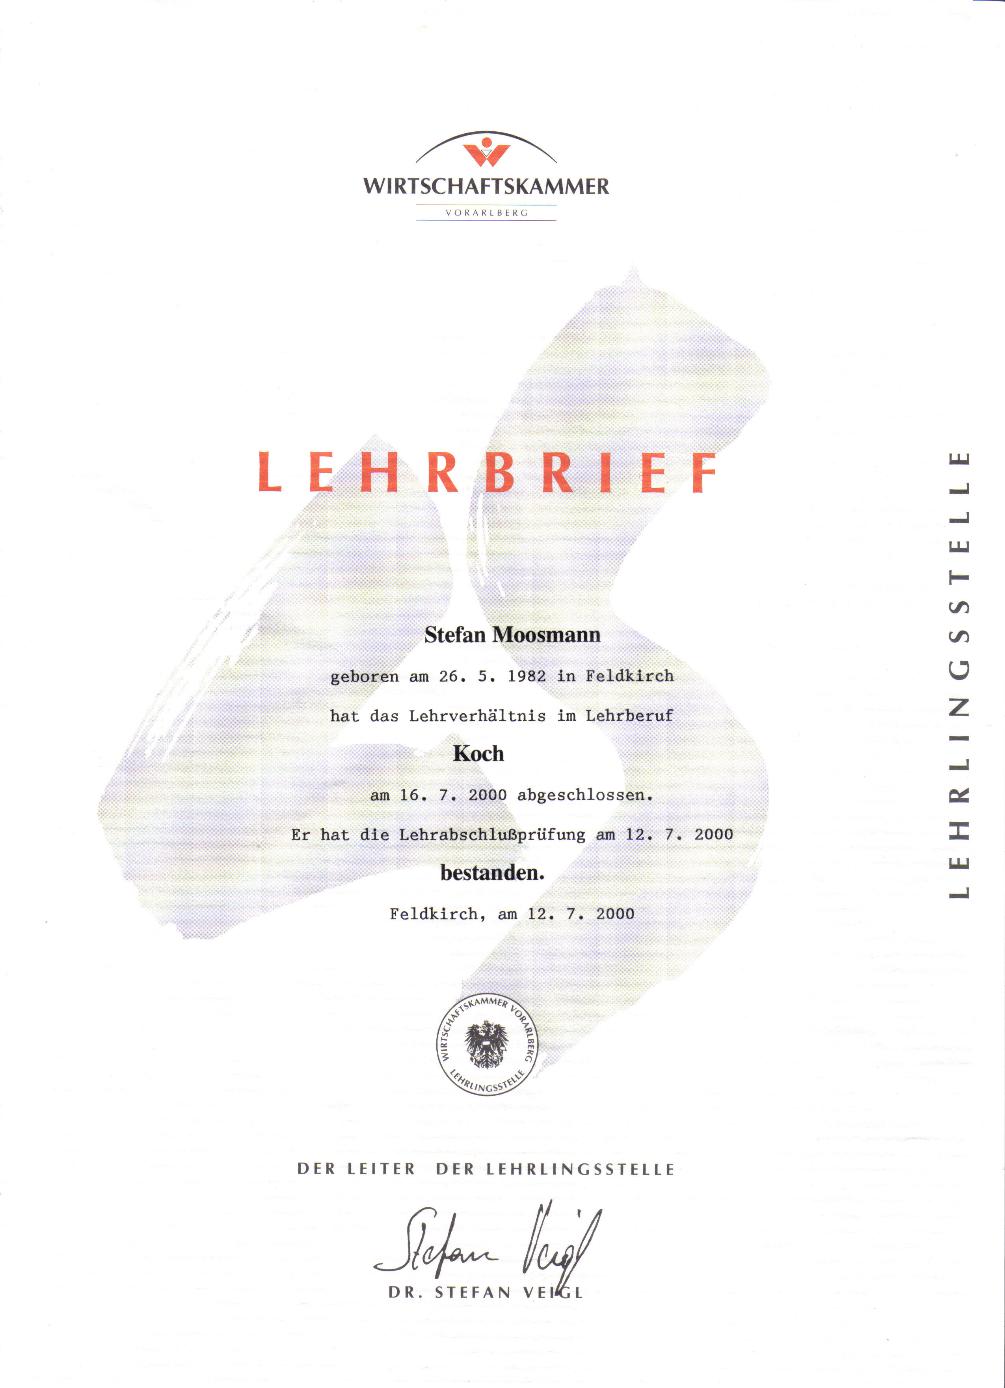 WIRTSCHAFTSKAMMER
VORARLBERG
LEHRBRIEF
Stefan Moosmann
geboren am 26. 5. 1982 in Feldkirch
hat das Lehrverhältnis im Lehrberuf
Koch
am 16. 7. 2000 abgeschlossen.
Er hat die Lehrabschlußprüfung am 12. 7. 2000
bestanden.
Feldkirch, am 12. 7. 2000
WIRTSCHAFTSKAMMER VORARLBERG
LEHRLINGSSTELLE
DER LEITER DER LEHRLINGSSTELLE
Stefan Veigl
DR. STEFAN VEIGL
LEHRLINGSSTELLE